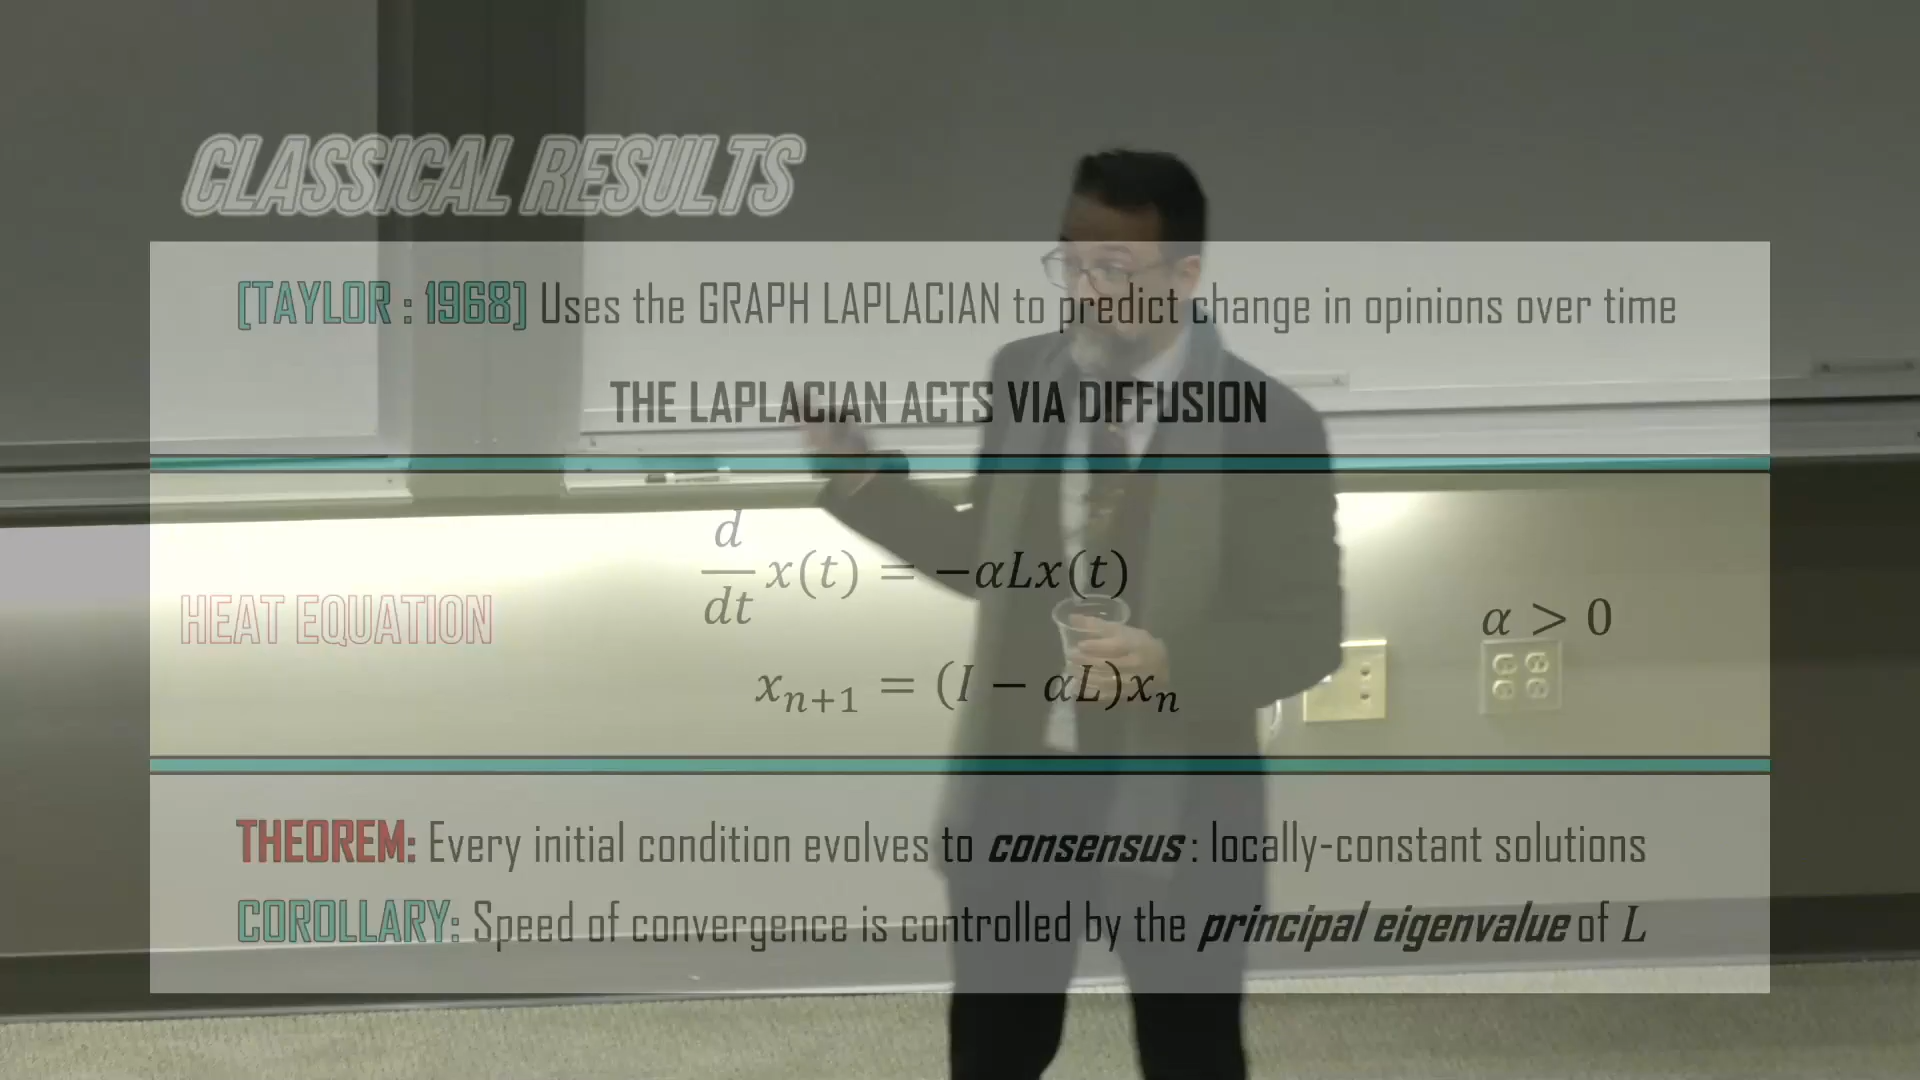 CLASSICAL RESULTS
[TAYLOR : 1968] Uses the GRAPH LAPLACIAN to predict change in opinions over time
THE LAPLACIAN ACTS VIA DIFFUSION
HEAT EQUATION
d/dt x(t) = −αLx(t)
xₙ₊₁ = (I − αL)xₙ
α > 0
THEOREM: Every initial condition evolves to consensus: locally-constant solutions
COROLLARY: Speed of convergence is controlled by the principal eigenvalue of L